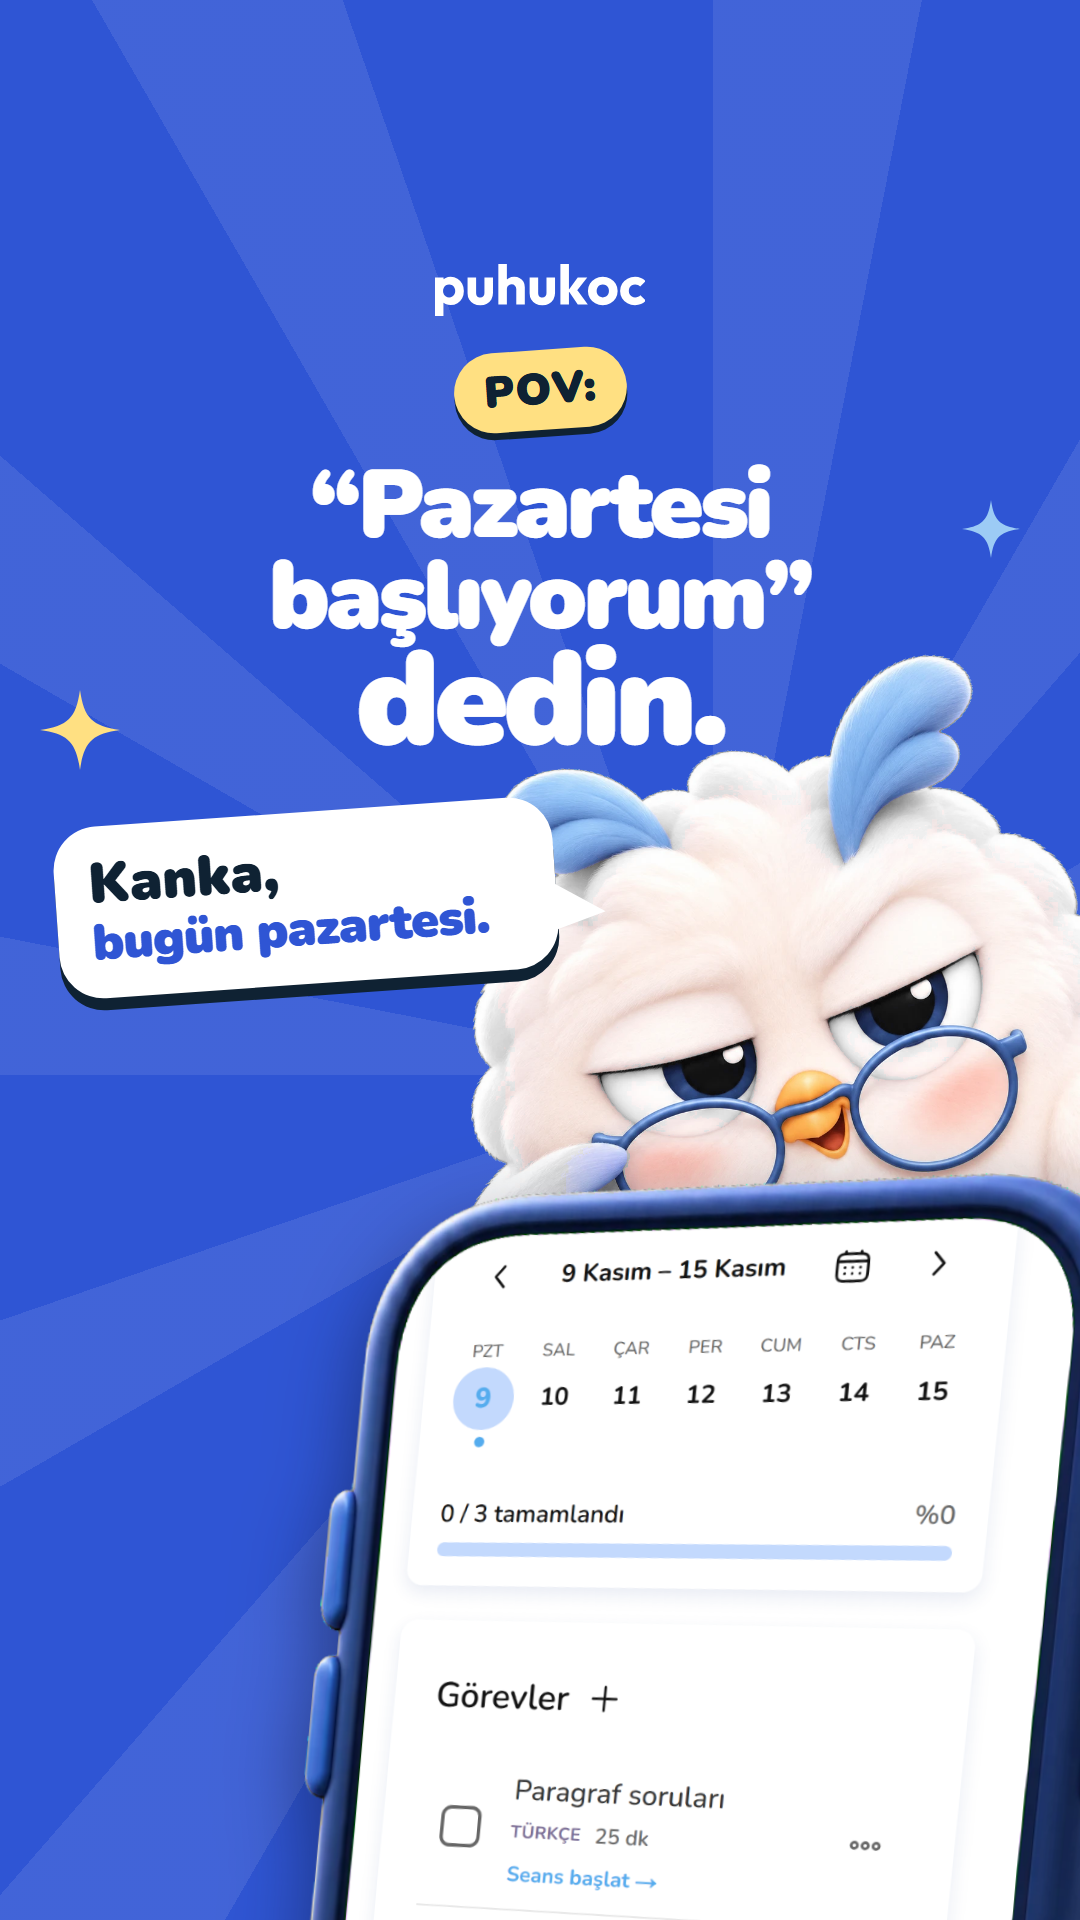 puhukoc
POV:
“Pazartesi
başlıyorum”
dedin.
Kanka,
bugün pazartesi.
9 Kasım – 15 Kasım
PZT SAL ÇAR PER CUM CTS PAZ
9 10 11 12 13 14 15
0 / 3 tamamlandı %0
Görevler +
Paragraf soruları
TÜRKÇE 25 dk
Seans başlat →